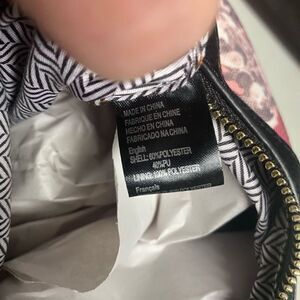 MADE IN CHINA
FABRIQUE EN CHINE
HECHO EN CHINA
FABRICADO NA CHINA
English
SHELL: 60%POLYESTER
40%PU
LINING: 100% POLYESTER
Français